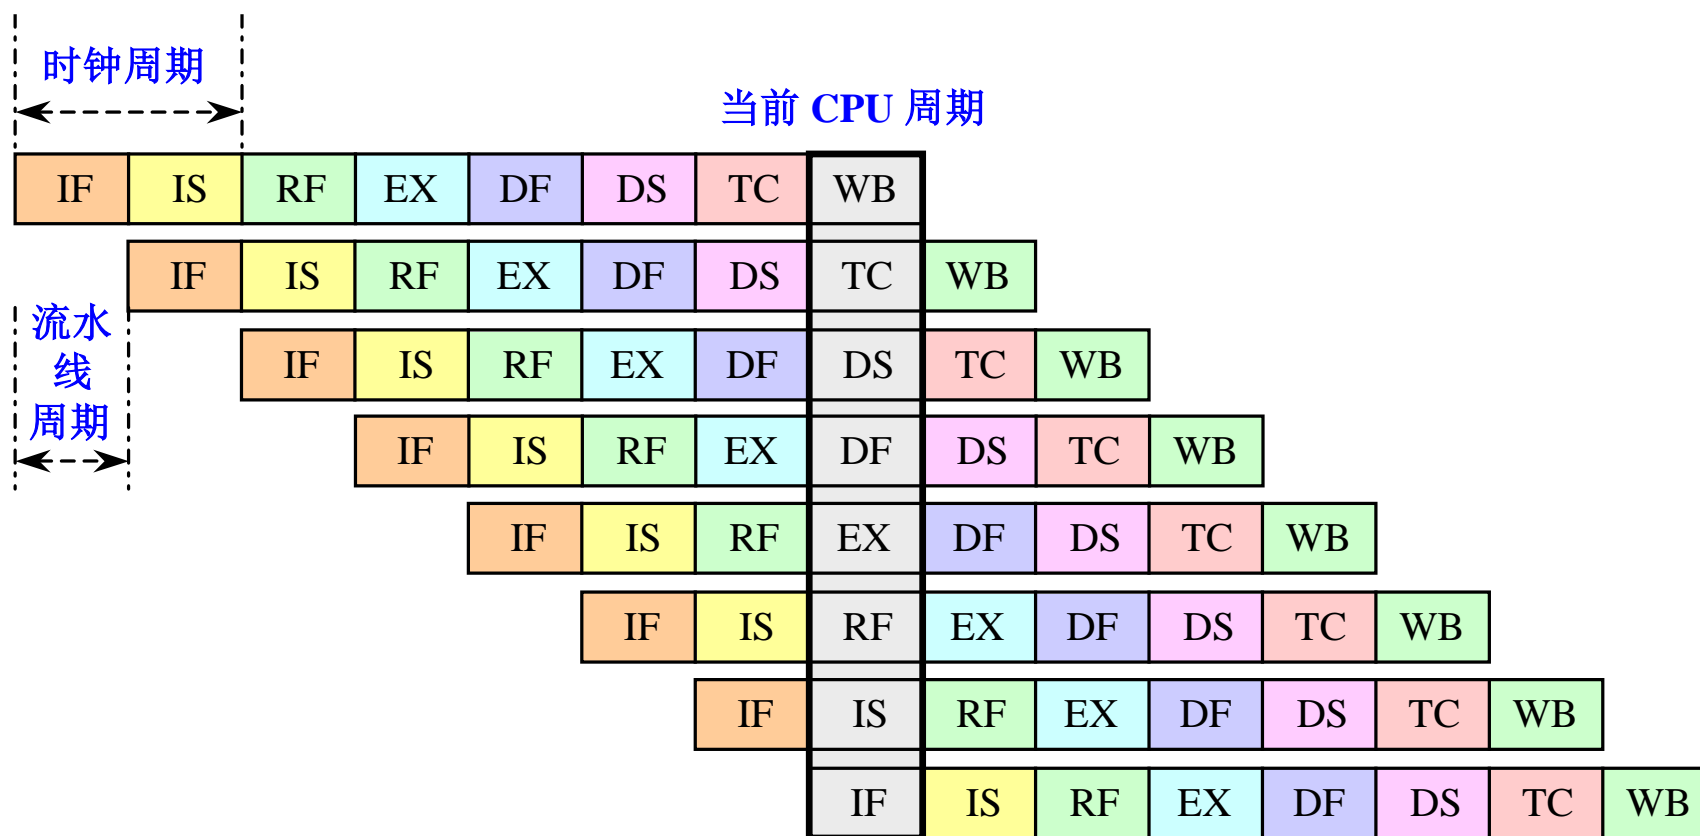 时钟周期
当前 CPU 周期
IF IS RF EX DF DS TC WB
IF IS RF EX DF DS TC WB
流水
线
周期
IF IS RF EX DF DS TC WB
IF IS RF EX DF DS TC WB
IF IS RF EX DF DS TC WB
IF IS RF EX DF DS TC WB
IF IS RF EX DF DS TC WB
IF IS RF EX DF DS TC WB